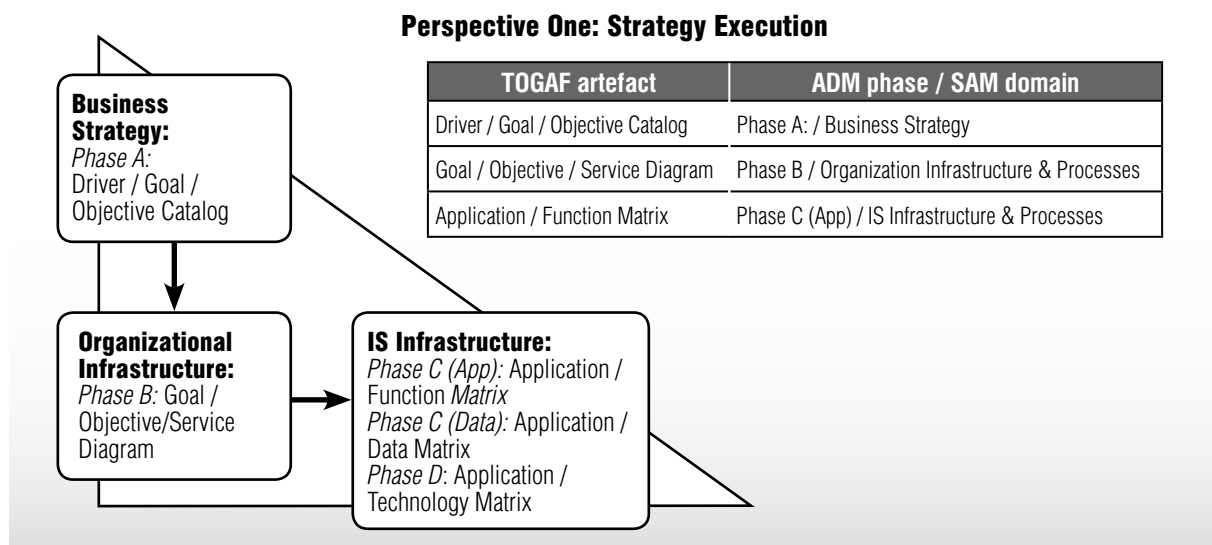 Perspective One: Strategy Execution
TOGAF artefact ADM phase / SAM domain
Driver / Goal / Objective Catalog Phase A: / Business Strategy
Goal / Objective / Service Diagram Phase B / Organization Infrastructure & Processes
Application / Function Matrix Phase C (App) / IS Infrastructure & Processes
Business
Strategy:
Phase A:
Driver / Goal /
Objective Catalog
Organizational
Infrastructure:
Phase B: Goal /
Objective/Service
Diagram
IS Infrastructure:
Phase C (App): Application /
Function Matrix
Phase C (Data): Application /
Data Matrix
Phase D: Application /
Technology Matrix